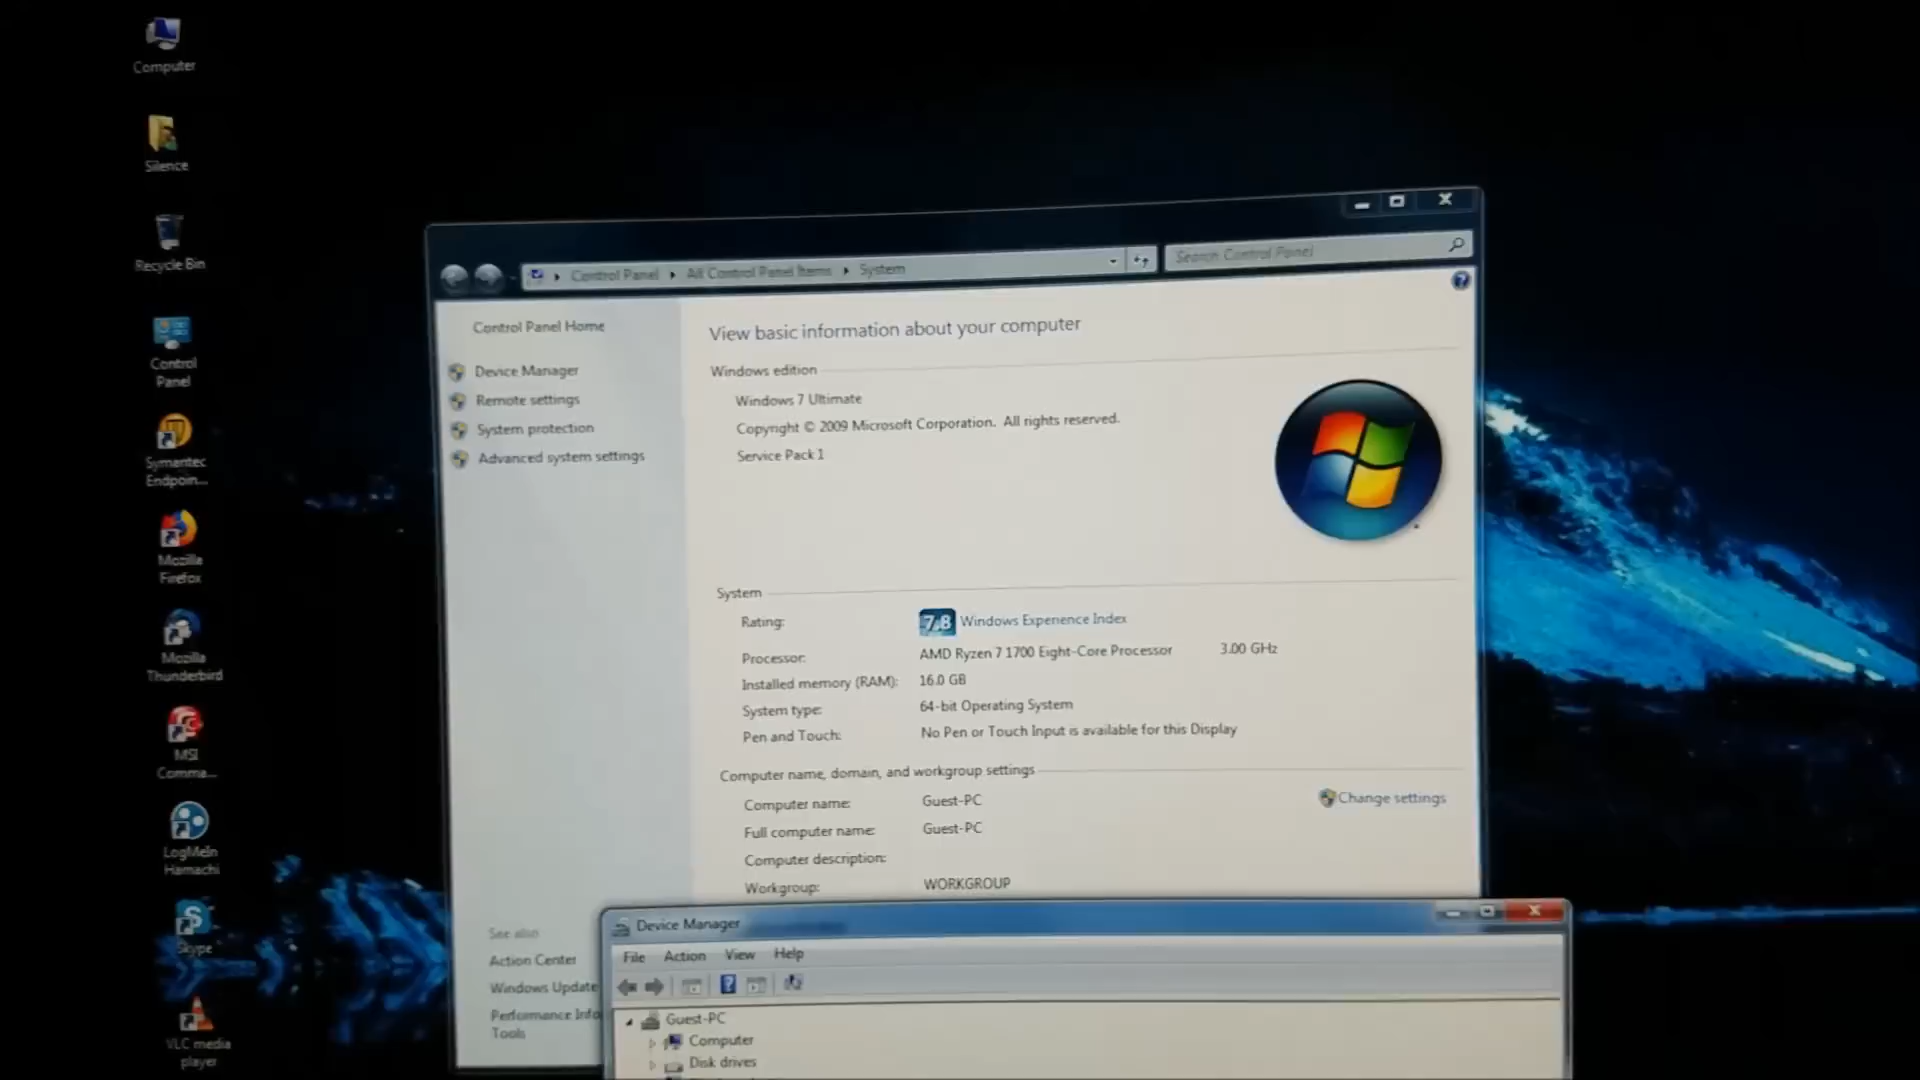 Computer
Silence
Recycle Bin
Control
Panel
Symantec
Endpoin...
Mozilla
Firefox
Mozilla
Thunderbird
MSI
Comma...
LogMeIn
Hamachi
Skype
VLC media
player
Control Panel ▸ All Control Panel Items ▸ System
Search Control Panel
Control Panel Home
Device Manager
Remote settings
System protection
Advanced system settings
See also
Action Center
Windows Update
Performance Info
Tools
View basic information about your computer
Windows edition
Windows 7 Ultimate
Copyright © 2009 Microsoft Corporation. All rights reserved.
Service Pack 1
System
Rating: 7,8 Windows Experience Index
Processor: AMD Ryzen 7 1700 Eight-Core Processor 3.00 GHz
Installed memory (RAM): 16.0 GB
System type: 64-bit Operating System
Pen and Touch: No Pen or Touch Input is available for this Display
Computer name, domain, and workgroup settings
Computer name: Guest-PC
Change settings
Full computer name: Guest-PC
Computer description:
Workgroup: WORKGROUP
Device Manager
File Action View Help
Guest-PC
Computer
Disk drives